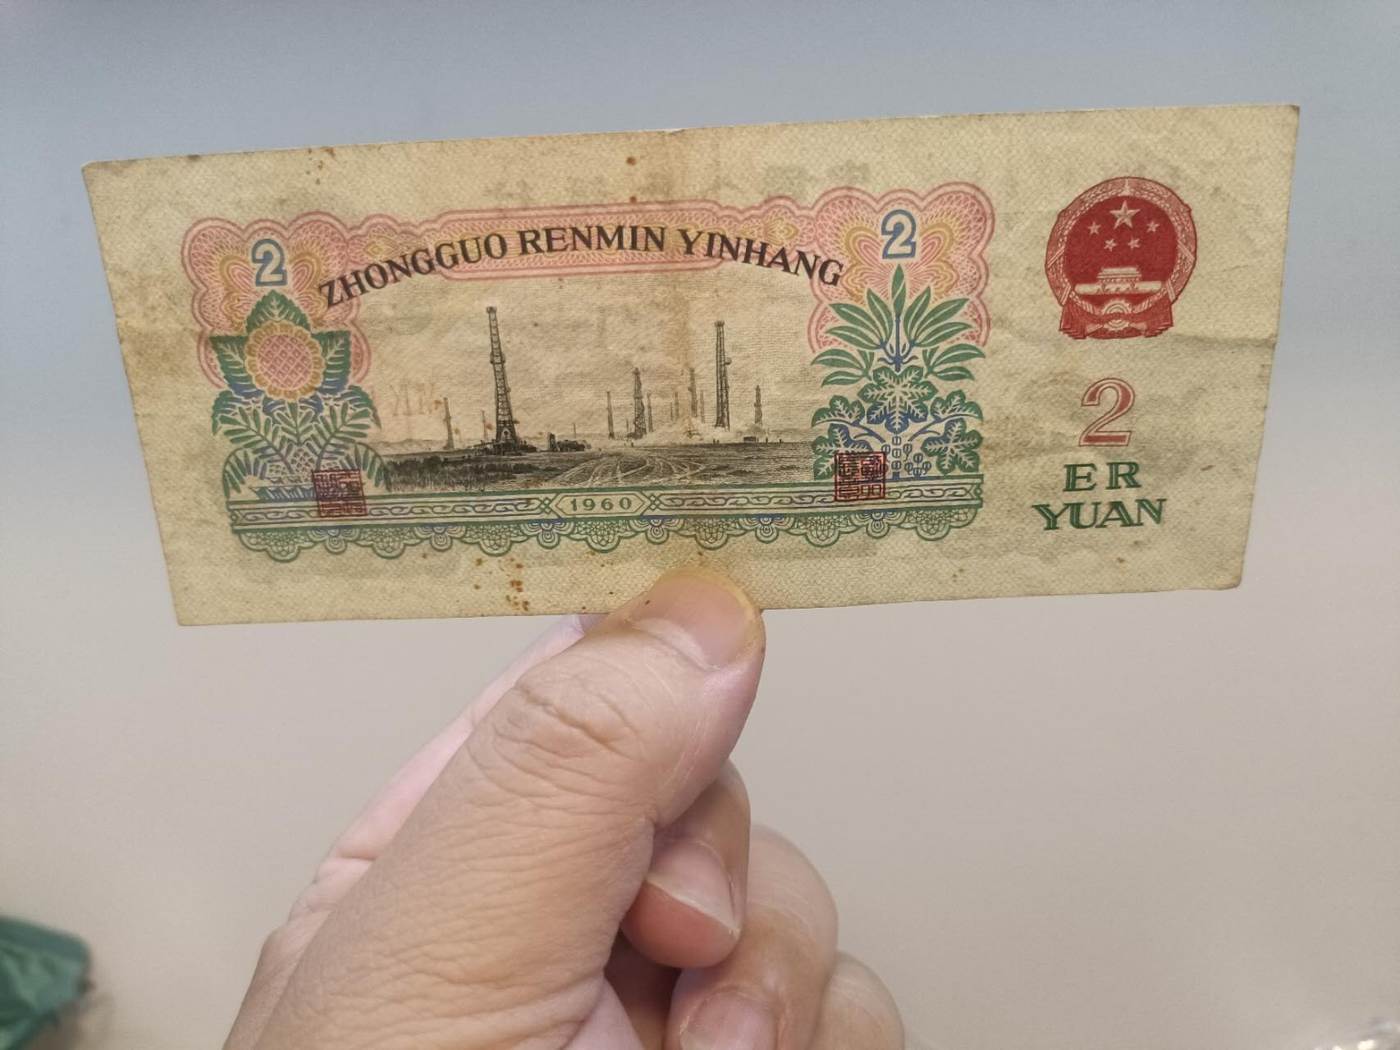 2
2
ZHONGGUO RENMIN YINHANG
2
ER
YUAN
1960